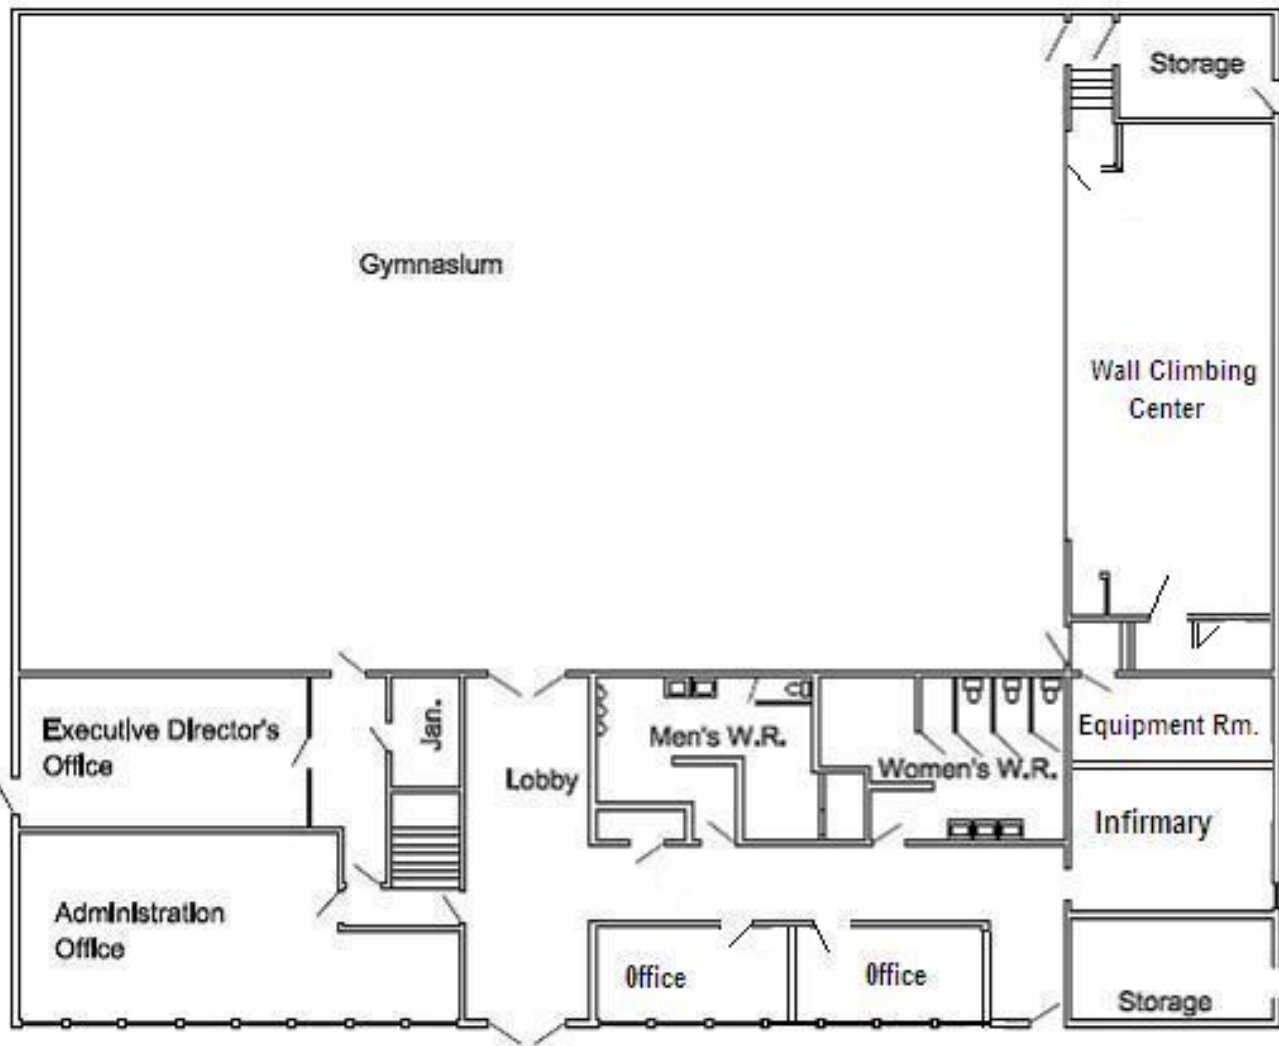 Storage
Gymnasium
Wall Climbing
Center
Executive Director's
Office
Jan.
Men's W.R.
Equipment Rm.
Lobby
Women's W.R.
Infirmary
Administration
Office
Office
Office
Storage